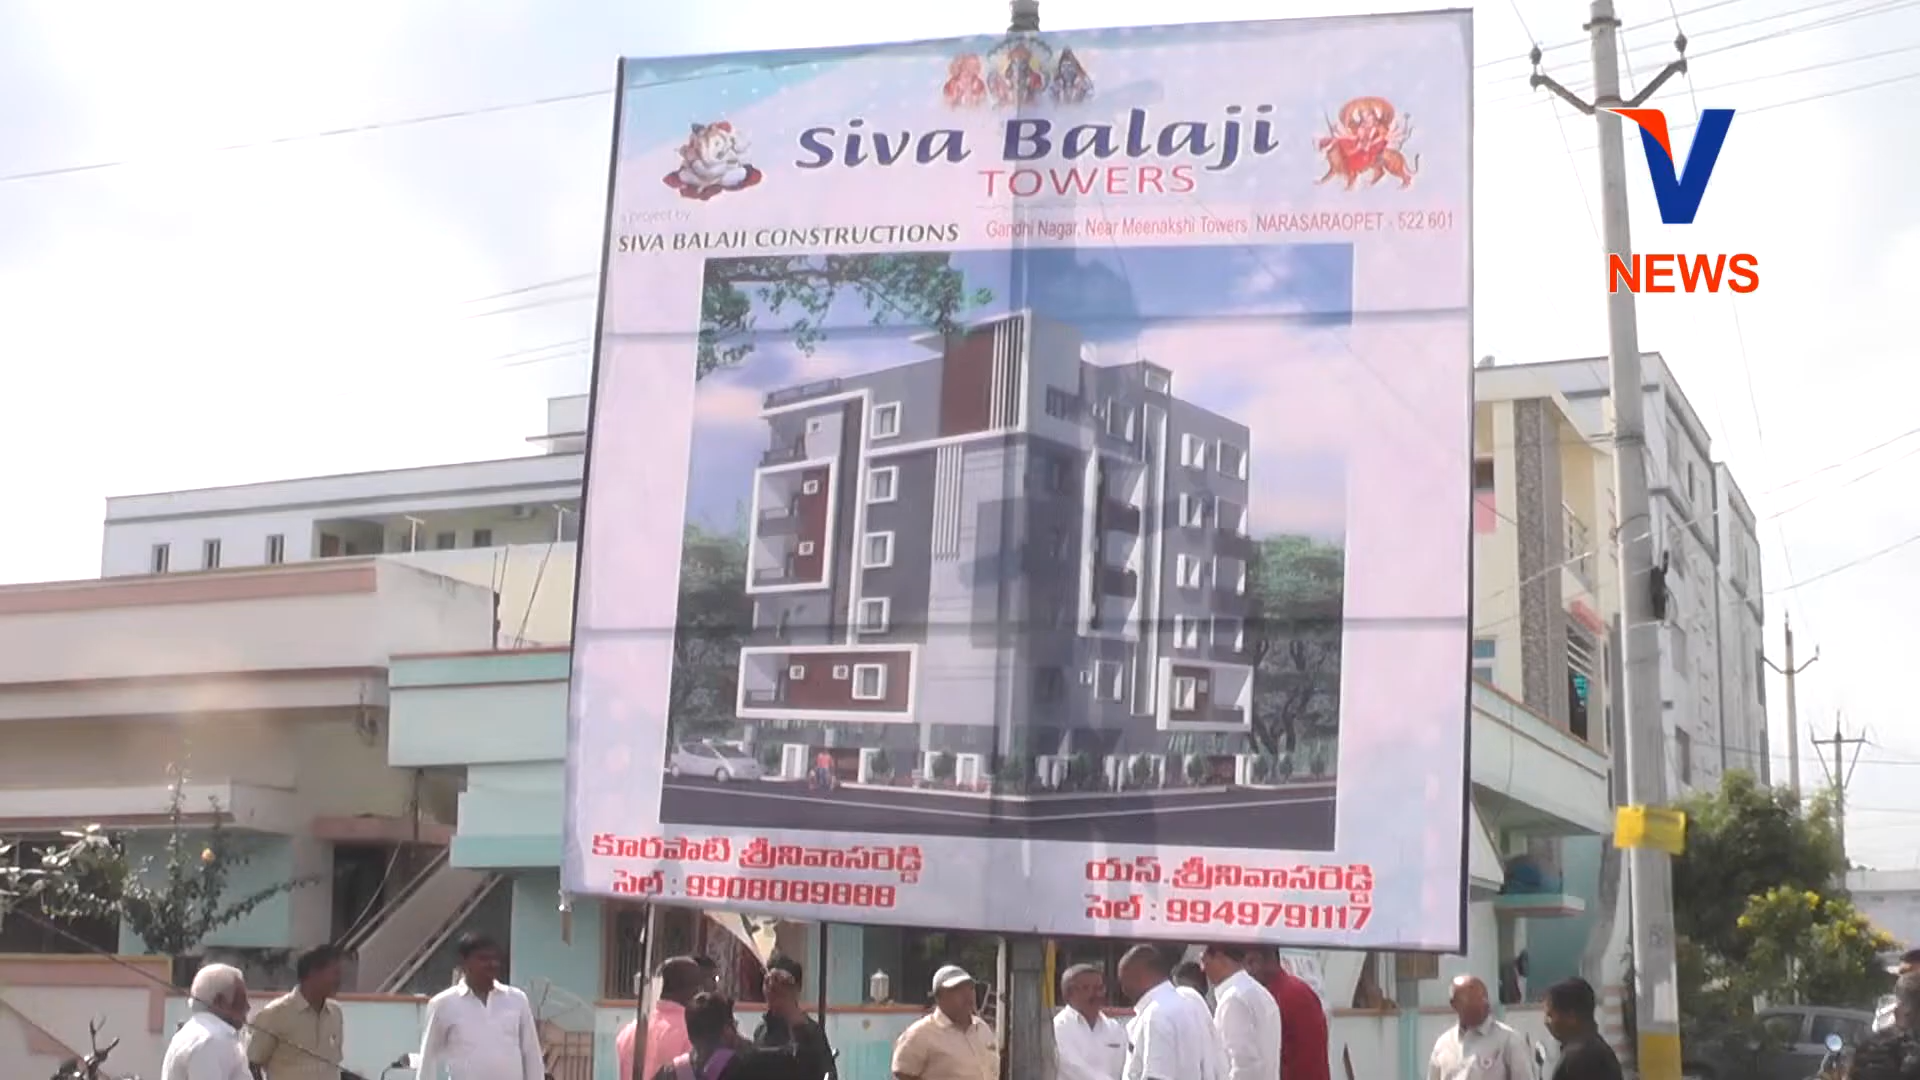 Siva Balaji
TOWERS
a project by
SIVA BALAJI CONSTRUCTIONS
Gandhi Nagar, Near Meenakshi Towers, NARASARAOPET - 522 601
కూరపాటి శ్రీనివాసరెడ్డి
సెల్ : 9908089888
యస్.శ్రీనివాసరెడ్డి
సెల్ : 9949791117
V
NEWS